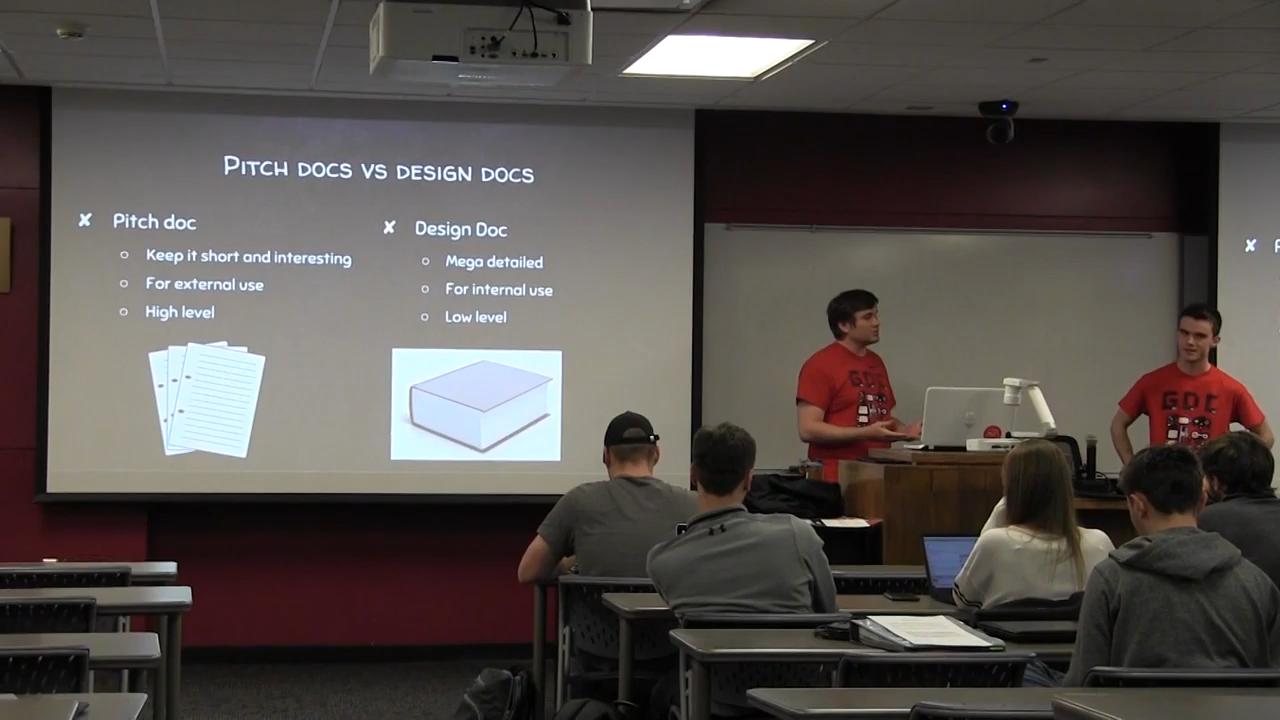 Pitch docs vs design docs
✘ Pitch doc
○ Keep it short and interesting
○ For external use
○ High level
✘ Design Doc
○ Mega detailed
○ For internal use
○ Low level
GDC
GDC